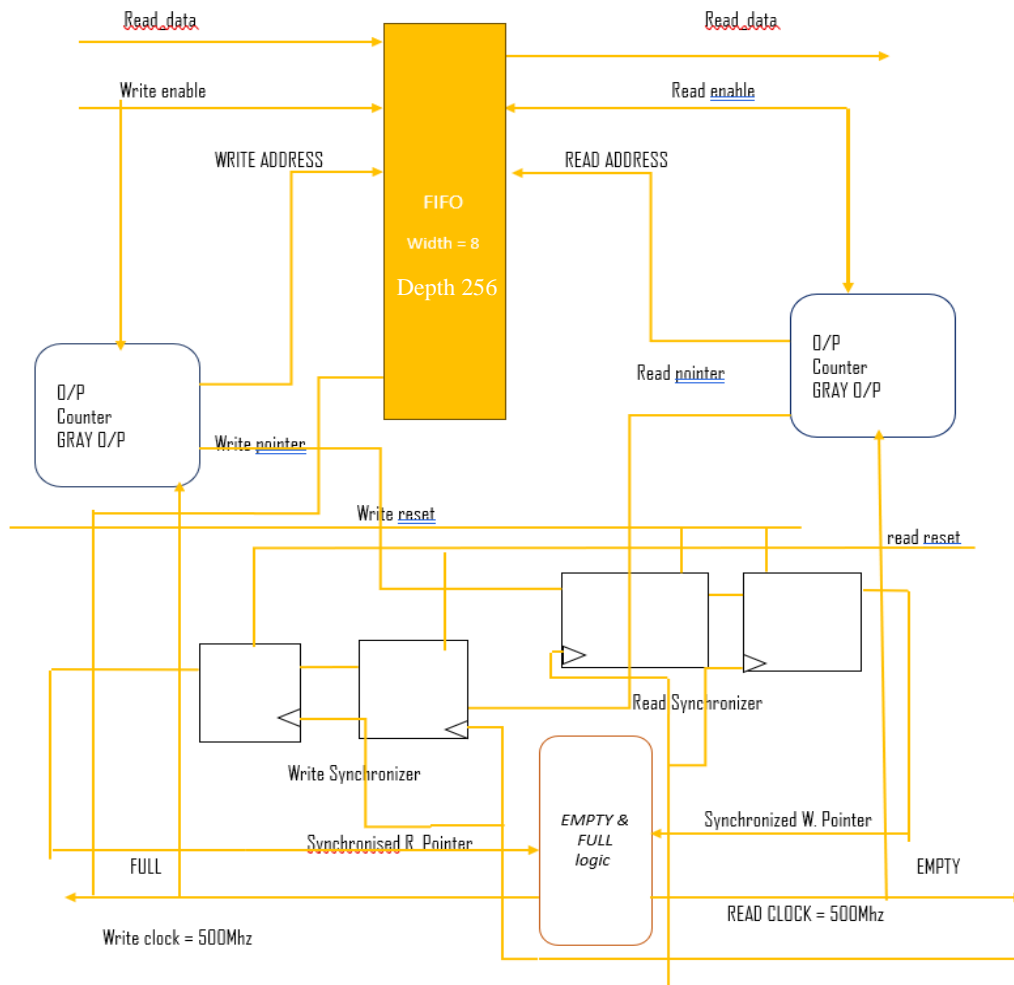 Read_data
Read_data
Write enable
Read enable
WRITE ADDRESS
READ ADDRESS
FIFO
Width = 8
Depth 256
O/P
Counter
GRAY O/P
O/P
Counter
GRAY O/P
Read pointer
Write pointer
Write reset
read reset
Read Synchronizer
Write Synchronizer
EMPTY &
FULL
logic
Synchronized W. Pointer
Synchronised R. Pointer
FULL
EMPTY
READ CLOCK = 500Mhz
Write clock = 500Mhz